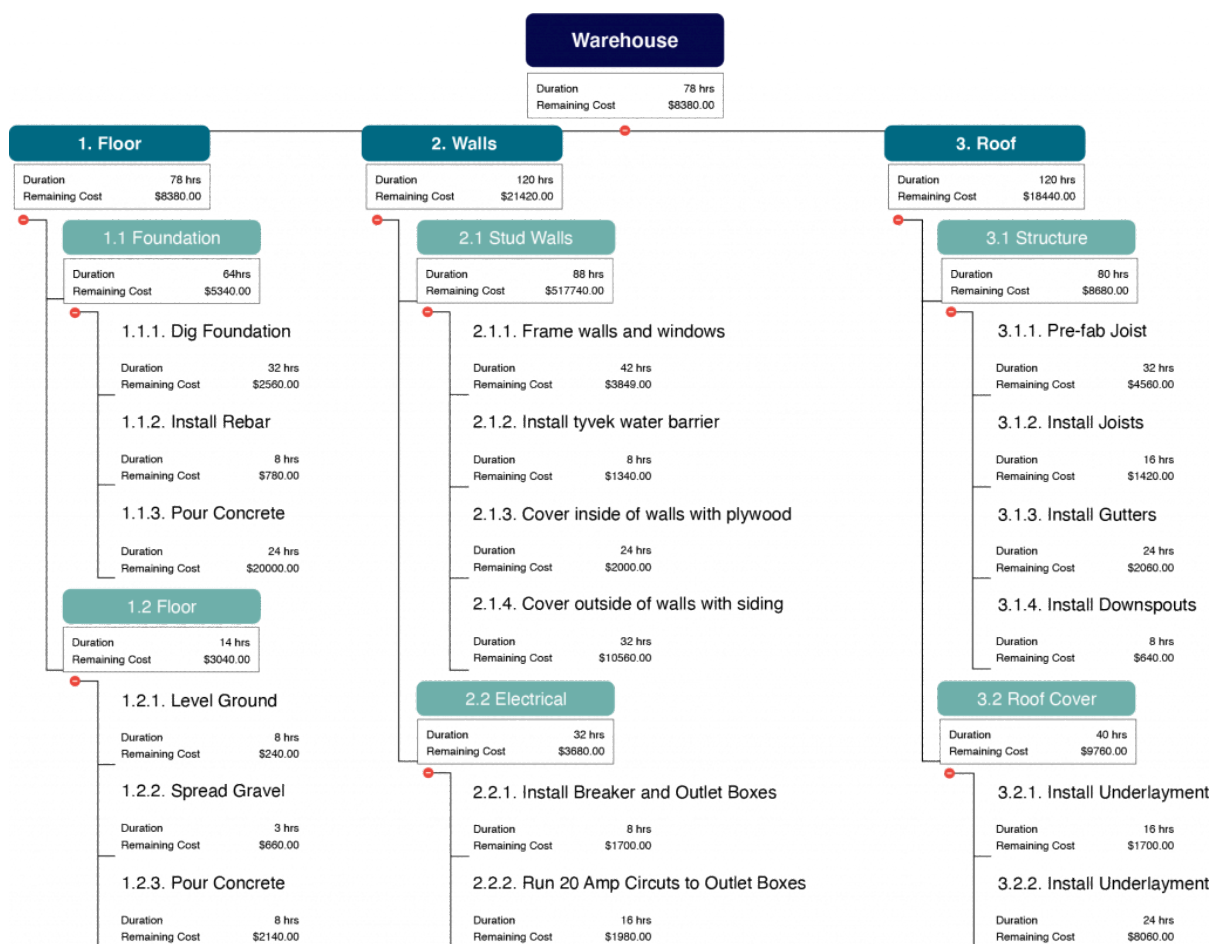 Warehouse
Duration 78 hrs
Remaining Cost $8380.00
1. Floor
Duration 78 hrs
Remaining Cost $8380.00
1.1 Foundation
Duration 64hrs
Remaining Cost $5340.00
1.1.1. Dig Foundation
Duration 32 hrs
Remaining Cost $2560.00
1.1.2. Install Rebar
Duration 8 hrs
Remaining Cost $780.00
1.1.3. Pour Concrete
Duration 24 hrs
Remaining Cost $20000.00
1.2 Floor
Duration 14 hrs
Remaining Cost $3040.00
1.2.1. Level Ground
Duration 8 hrs
Remaining Cost $240.00
1.2.2. Spread Gravel
Duration 3 hrs
Remaining Cost $660.00
1.2.3. Pour Concrete
Duration 8 hrs
Remaining Cost $2140.00
2. Walls
Duration 120 hrs
Remaining Cost $21420.00
2.1 Stud Walls
Duration 88 hrs
Remaining Cost $517740.00
2.1.1. Frame walls and windows
Duration 42 hrs
Remaining Cost $3849.00
2.1.2. Install tyvek water barrier
Duration 8 hrs
Remaining Cost $1340.00
2.1.3. Cover inside of walls with plywood
Duration 24 hrs
Remaining Cost $2000.00
2.1.4. Cover outside of walls with siding
Duration 32 hrs
Remaining Cost $10560.00
2.2 Electrical
Duration 32 hrs
Remaining Cost $3680.00
2.2.1. Install Breaker and Outlet Boxes
Duration 8 hrs
Remaining Cost $1700.00
2.2.2. Run 20 Amp Circuts to Outlet Boxes
Duration 16 hrs
Remaining Cost $1980.00
3. Roof
Duration 120 hrs
Remaining Cost $18440.00
3.1 Structure
Duration 80 hrs
Remaining Cost $8680.00
3.1.1. Pre-fab Joist
Duration 32 hrs
Remaining Cost $4560.00
3.1.2. Install Joists
Duration 16 hrs
Remaining Cost $1420.00
3.1.3. Install Gutters
Duration 24 hrs
Remaining Cost $2060.00
3.1.4. Install Downspouts
Duration 8 hrs
Remaining Cost $640.00
3.2 Roof Cover
Duration 40 hrs
Remaining Cost $9760.00
3.2.1. Install Underlayment
Duration 16 hrs
Remaining Cost $1700.00
3.2.2. Install Underlayment
Duration 24 hrs
Remaining Cost $8060.00